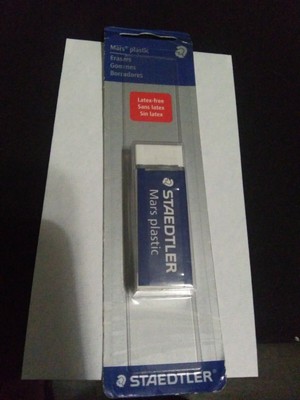 Mars® plastic
Erasers
Gommes
Borradores
Latex-free
Sans latex
Sin latex
STAEDTLER
Mars plastic
STAEDTLER